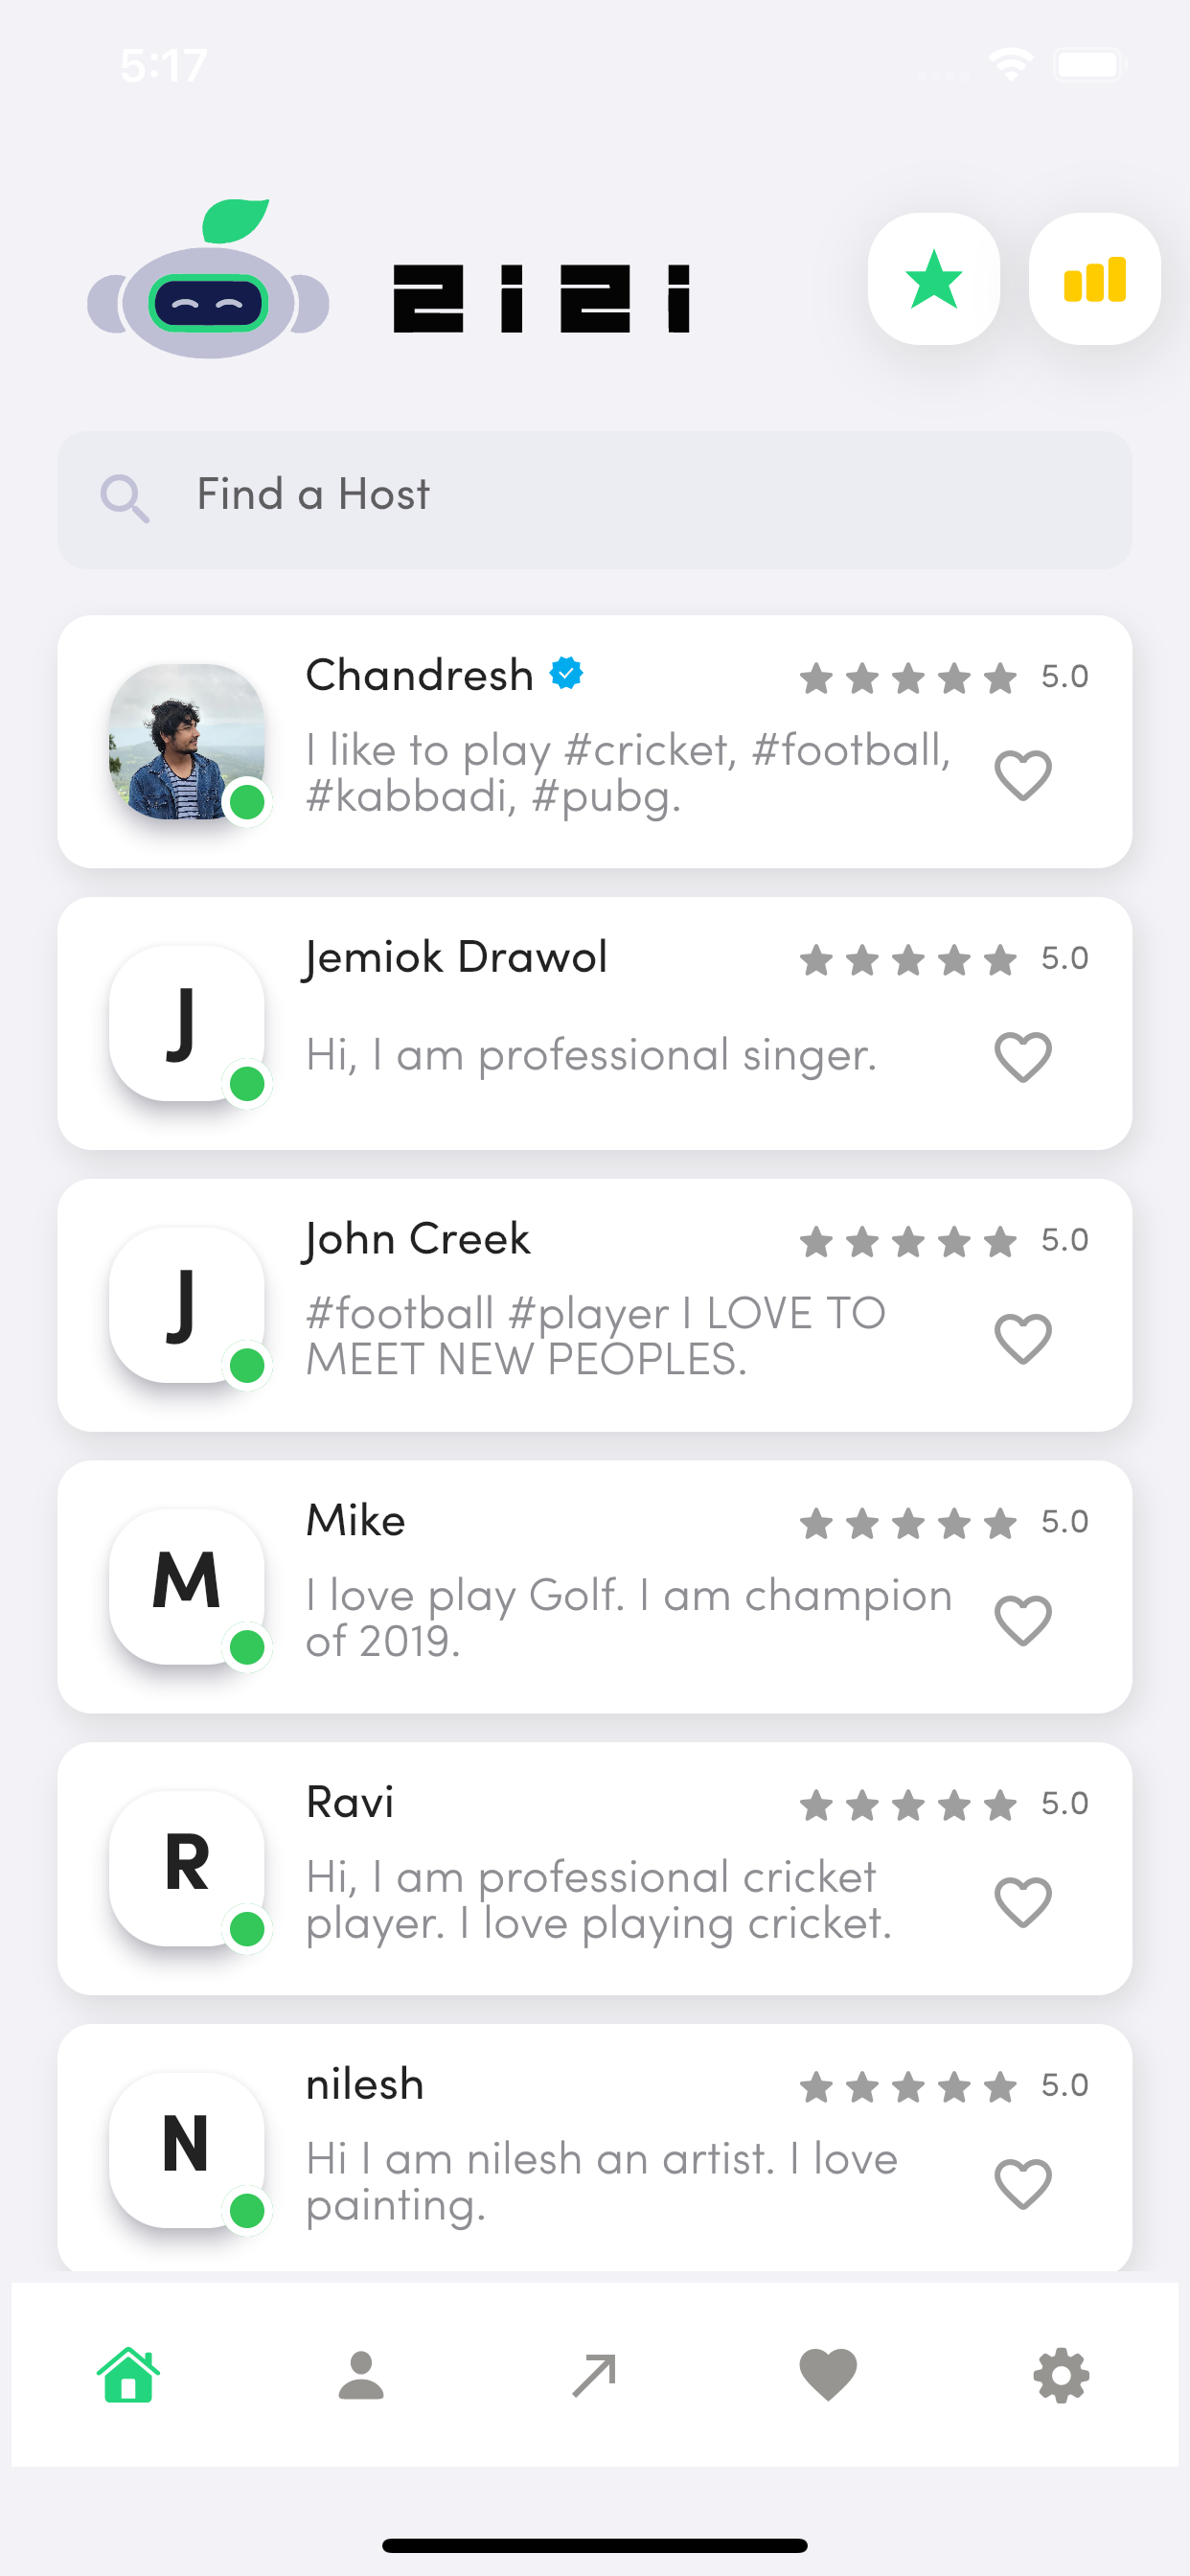 5:17
zizi
Find a Host
Chandresh
5.0
I like to play #cricket, #football,
#kabbadi, #pubg.
J
Jemiok Drawol
5.0
Hi, I am professional singer.
J
John Creek
5.0
#football #player I LOVE TO
MEET NEW PEOPLES.
M
Mike
5.0
I love play Golf. I am champion
of 2019.
R
Ravi
5.0
Hi, I am professional cricket
player. I love playing cricket.
N
nilesh
5.0
Hi I am nilesh an artist. I love
painting.